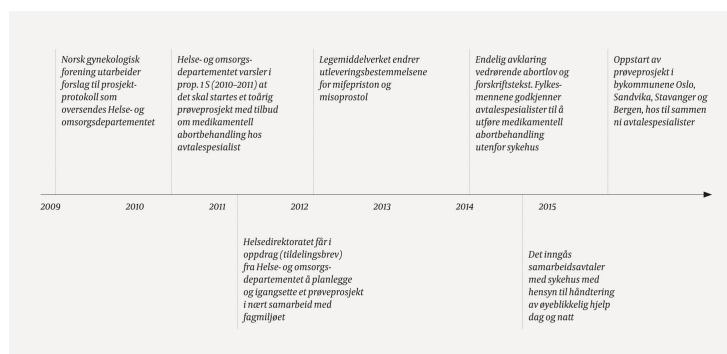 Norsk gynekologisk
forening utarbeider
forslag til prosjekt-
protokoll som
oversendes Helse- og
omsorgsdepartementet
Helse- og omsorgs-
departementet varsler i
prop. 1 S (2010–2011) at
det skal startes et toårig
prøveprosjekt med tilbud
om medikamentell
abortbehandling hos
avtalespesialist
Legemiddelverket endrer
utleveringsbestemmelsene
for mifepriston og
misoprostol
Endelig avklaring
vedrørende abortlov og
forskriftstekst. Fylkes-
mennene godkjenner
avtalespesialister til å
utføre medikamentell
abortbehandling
utenfor sykehus
Oppstart av
prøveprosjekt i
bykommunene Oslo,
Sandvika, Stavanger og
Bergen, hos til sammen
ni avtalespesialister
2009 2010 2011 2012 2013 2014 2015
Helsedirektoratet får i
oppdrag (tildelingsbrev)
fra Helse- og omsorgs-
departementet å planlegge
og igangsette et prøveprosjekt
i nært samarbeid med
fagmiljøet
Det inngås
samarbeidsavtaler
med sykehus med
hensyn til håndtering
av øyeblikkelig hjelp
dag og natt